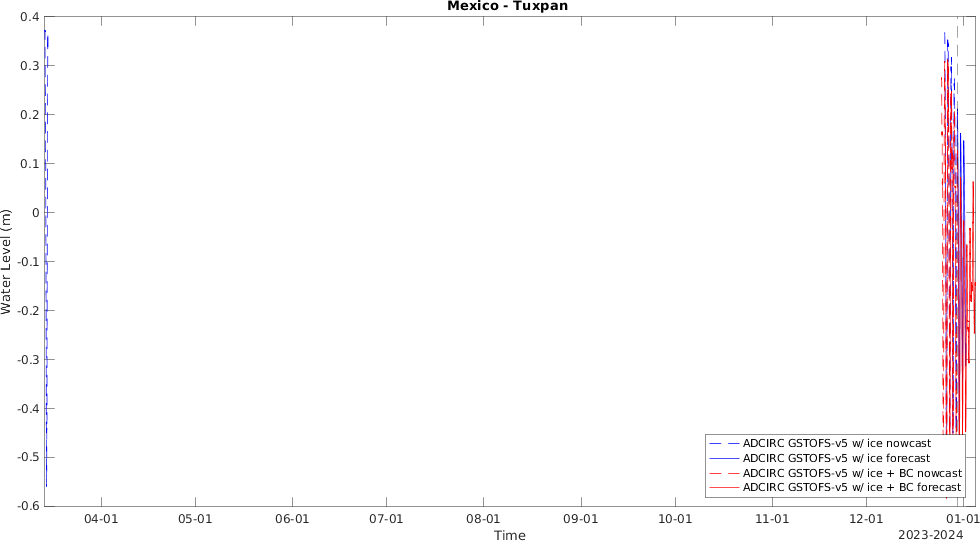 Mexico - Tuxpan
Water Level (m)
0.4
0.3
0.2
0.1
0
-0.1
-0.2
-0.3
-0.4
-0.5
-0.6
ADCIRC GSTOFS-v5 w/ ice nowcast
ADCIRC GSTOFS-v5 w/ ice forecast
ADCIRC GSTOFS-v5 w/ ice + BC nowcast
ADCIRC GSTOFS-v5 w/ ice + BC forecast
04-01 05-01 06-01 07-01 08-01 09-01 10-01 11-01 12-01 01-01
Time
2023-2024